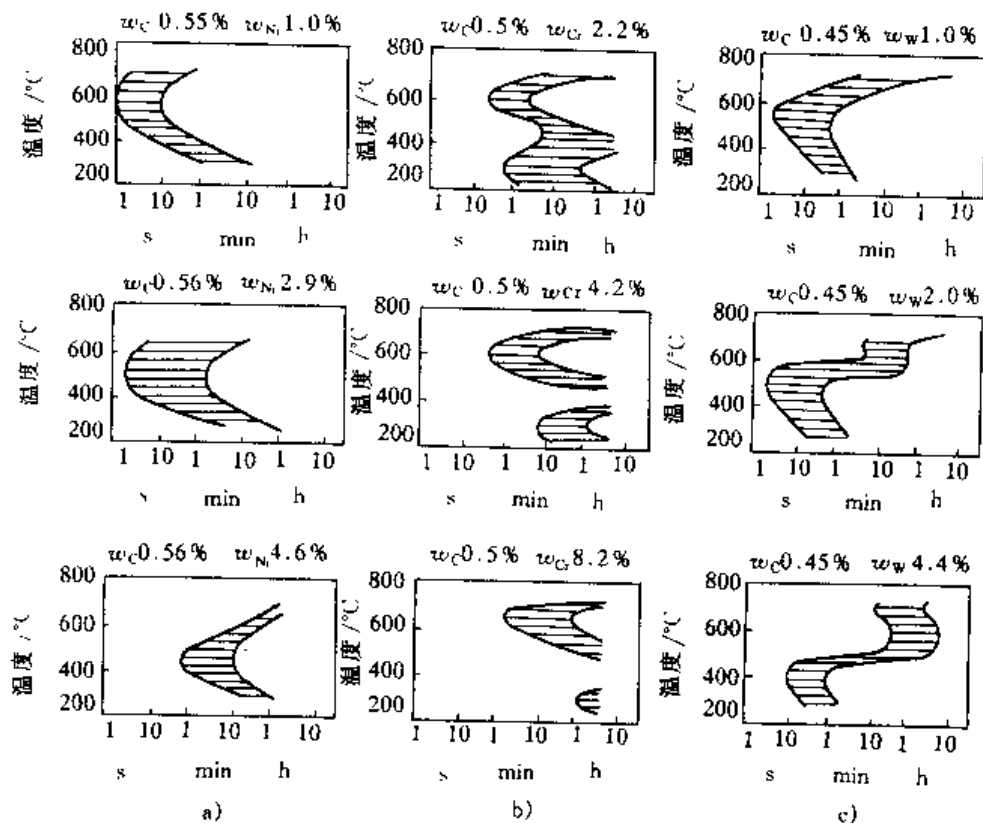 w_C 0.55% w_Ni 1.0%
800
600
400
200
温度/°C
1 10 1 10 1 10
s min h
w_C 0.5% w_Cr 2.2%
800
600
400
200
温度/°C
1 10 1 10 1 10
s min h
w_C 0.45% w_W 1.0%
800
600
400
200
温度/°C
1 10 1 10 1 10
s min h
w_C 0.56% w_Ni 2.9%
800
600
400
200
温度/°C
1 10 1 10 1 10
s min h
w_C 0.5% w_Cr 4.2%
800
600
400
200
温度/°C
1 10 1 10 1 10
s min h
w_C 0.45% w_W 2.0%
800
600
400
200
温度/°C
1 10 1 10 1 10
s min h
w_C 0.56% w_Ni 4.6%
800
600
400
200
温度/°C
1 10 1 10 1 10
s min h
a)
w_C 0.5% w_Cr 8.2%
800
600
400
200
温度/°C
1 10 1 10 1 10
s min h
b)
w_C 0.45% w_W 4.4%
800
600
400
200
温度/°C
1 10 1 10 1 10
s min h
c)